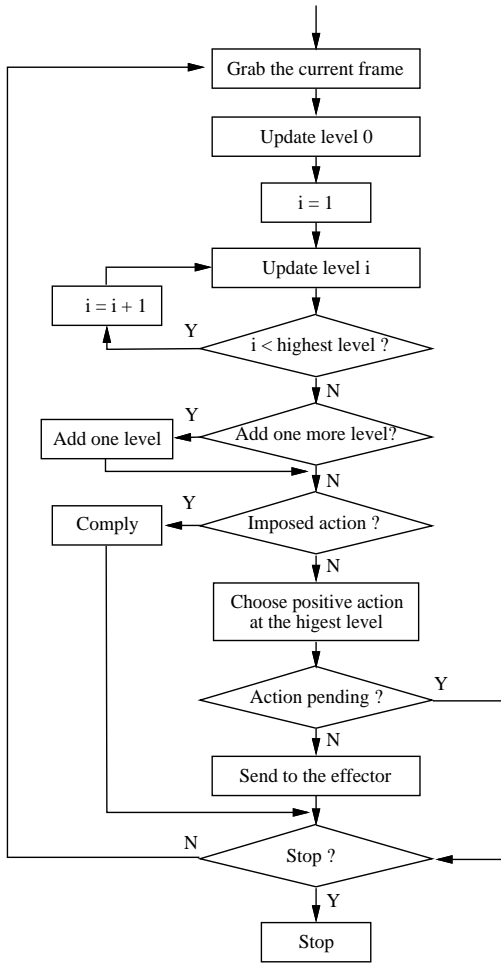 Grab the current frame
Update level 0
i = 1
Update level i
i = i + 1
Y
i < highest level ?
N
Y
Add one level
Add one more level?
N
Y
Comply
Imposed action ?
N
Choose positive action
at the higest level
Y
Action pending ?
N
Send to the effector
N
Stop ?
Y
Stop